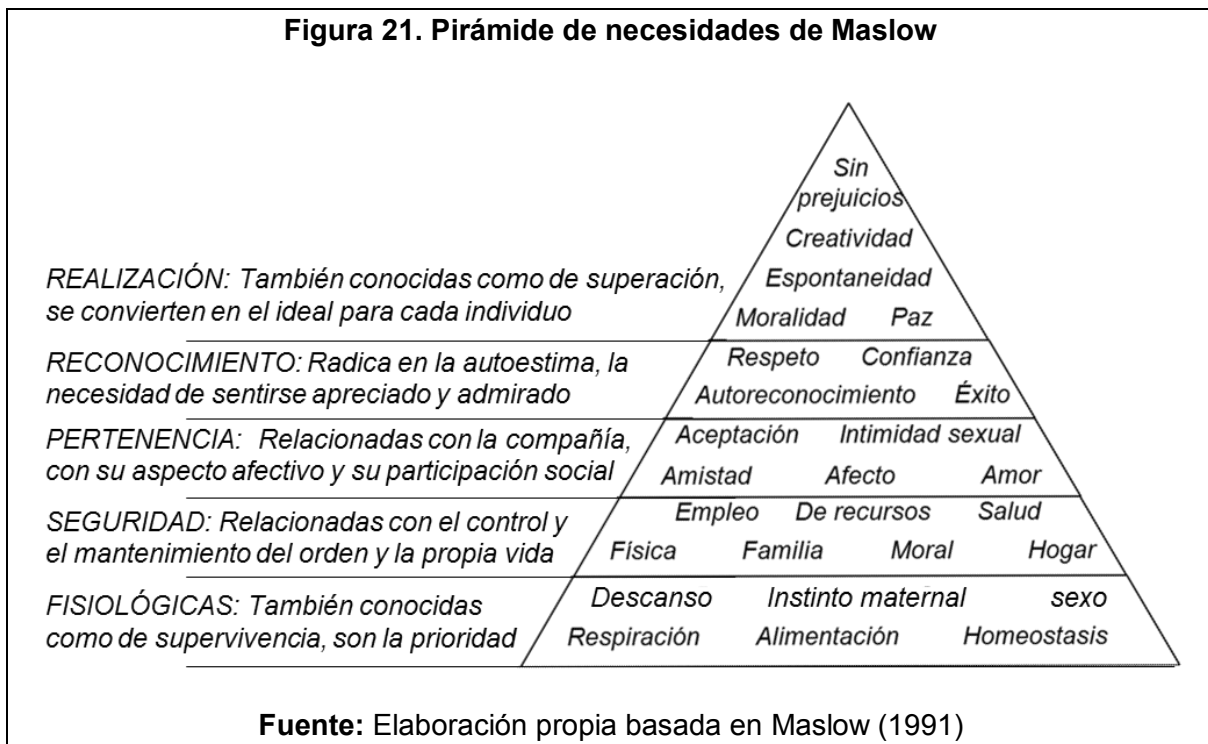 Figura 21. Pirámide de necesidades de Maslow
Sin
prejuicios
Creatividad
REALIZACIÓN: También conocidas como de superación, Espontaneidad
se convierten en el ideal para cada individuo Moralidad Paz
RECONOCIMIENTO: Radica en la autoestima, la Respeto Confianza
necesidad de sentirse apreciado y admirado Autoreconocimiento Éxito
PERTENENCIA: Relacionadas con la compañía, Aceptación Intimidad sexual
con su aspecto afectivo y su participación social Amistad Afecto Amor
SEGURIDAD: Relacionadas con el control y Empleo De recursos Salud
el mantenimiento del orden y la propia vida Física Familia Moral Hogar
FISIOLÓGICAS: También conocidas Descanso Instinto maternal sexo
como de supervivencia, son la prioridad Respiración Alimentación Homeostasis
Fuente: Elaboración propia basada en Maslow (1991)